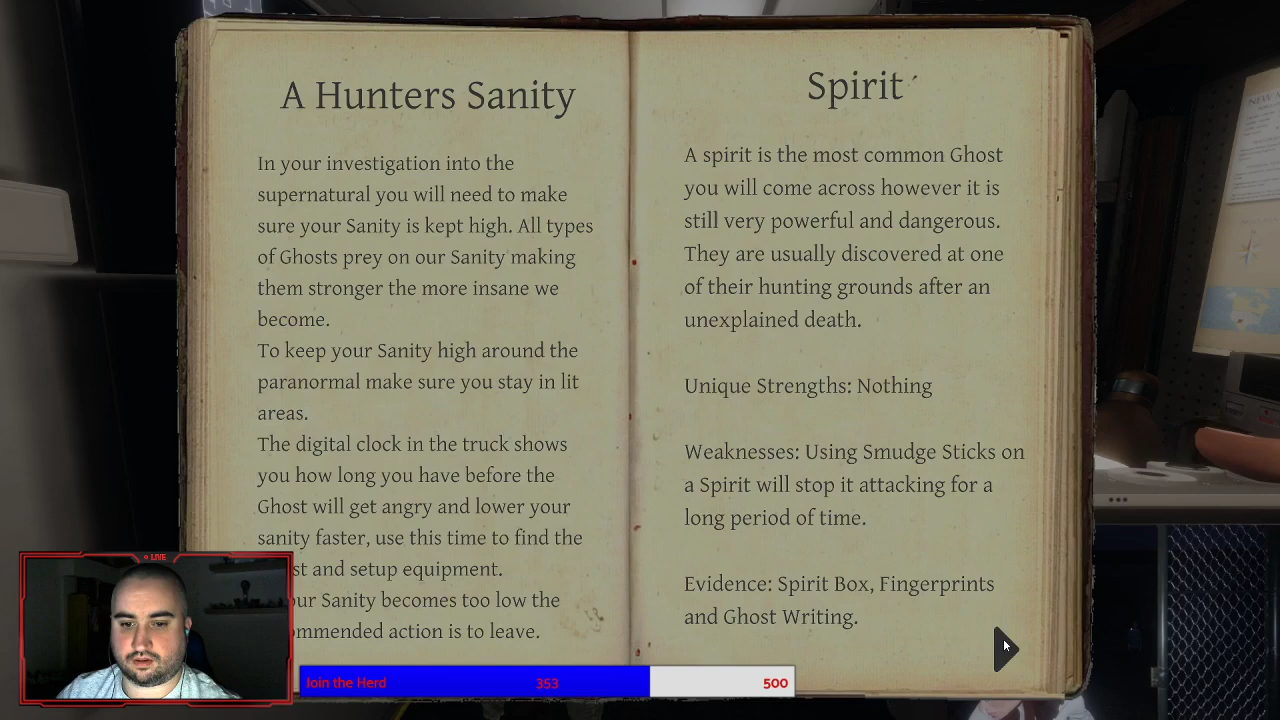 A Hunters Sanity
In your investigation into the
supernatural you will need to make
sure your Sanity is kept high. All types
of Ghosts prey on our Sanity making
them stronger the more insane we
become.
To keep your Sanity high around the
paranormal make sure you stay in lit
areas.
The digital clock in the truck shows
you how long you have before the
Ghost will get angry and lower your
sanity faster, use this time to find the
and setup equipment.
Sanity becomes too low the
action is to leave.
Spirit
A spirit is the most common Ghost
you will come across however it is
still very powerful and dangerous.
They are usually discovered at one
of their hunting grounds after an
unexplained death.
Unique Strengths: Nothing
Weaknesses: Using Smudge Sticks on
a Spirit will stop it attacking for a
long period of time.
Evidence: Spirit Box, Fingerprints
and Ghost Writing.
LIVE
Join the Herd 353 500